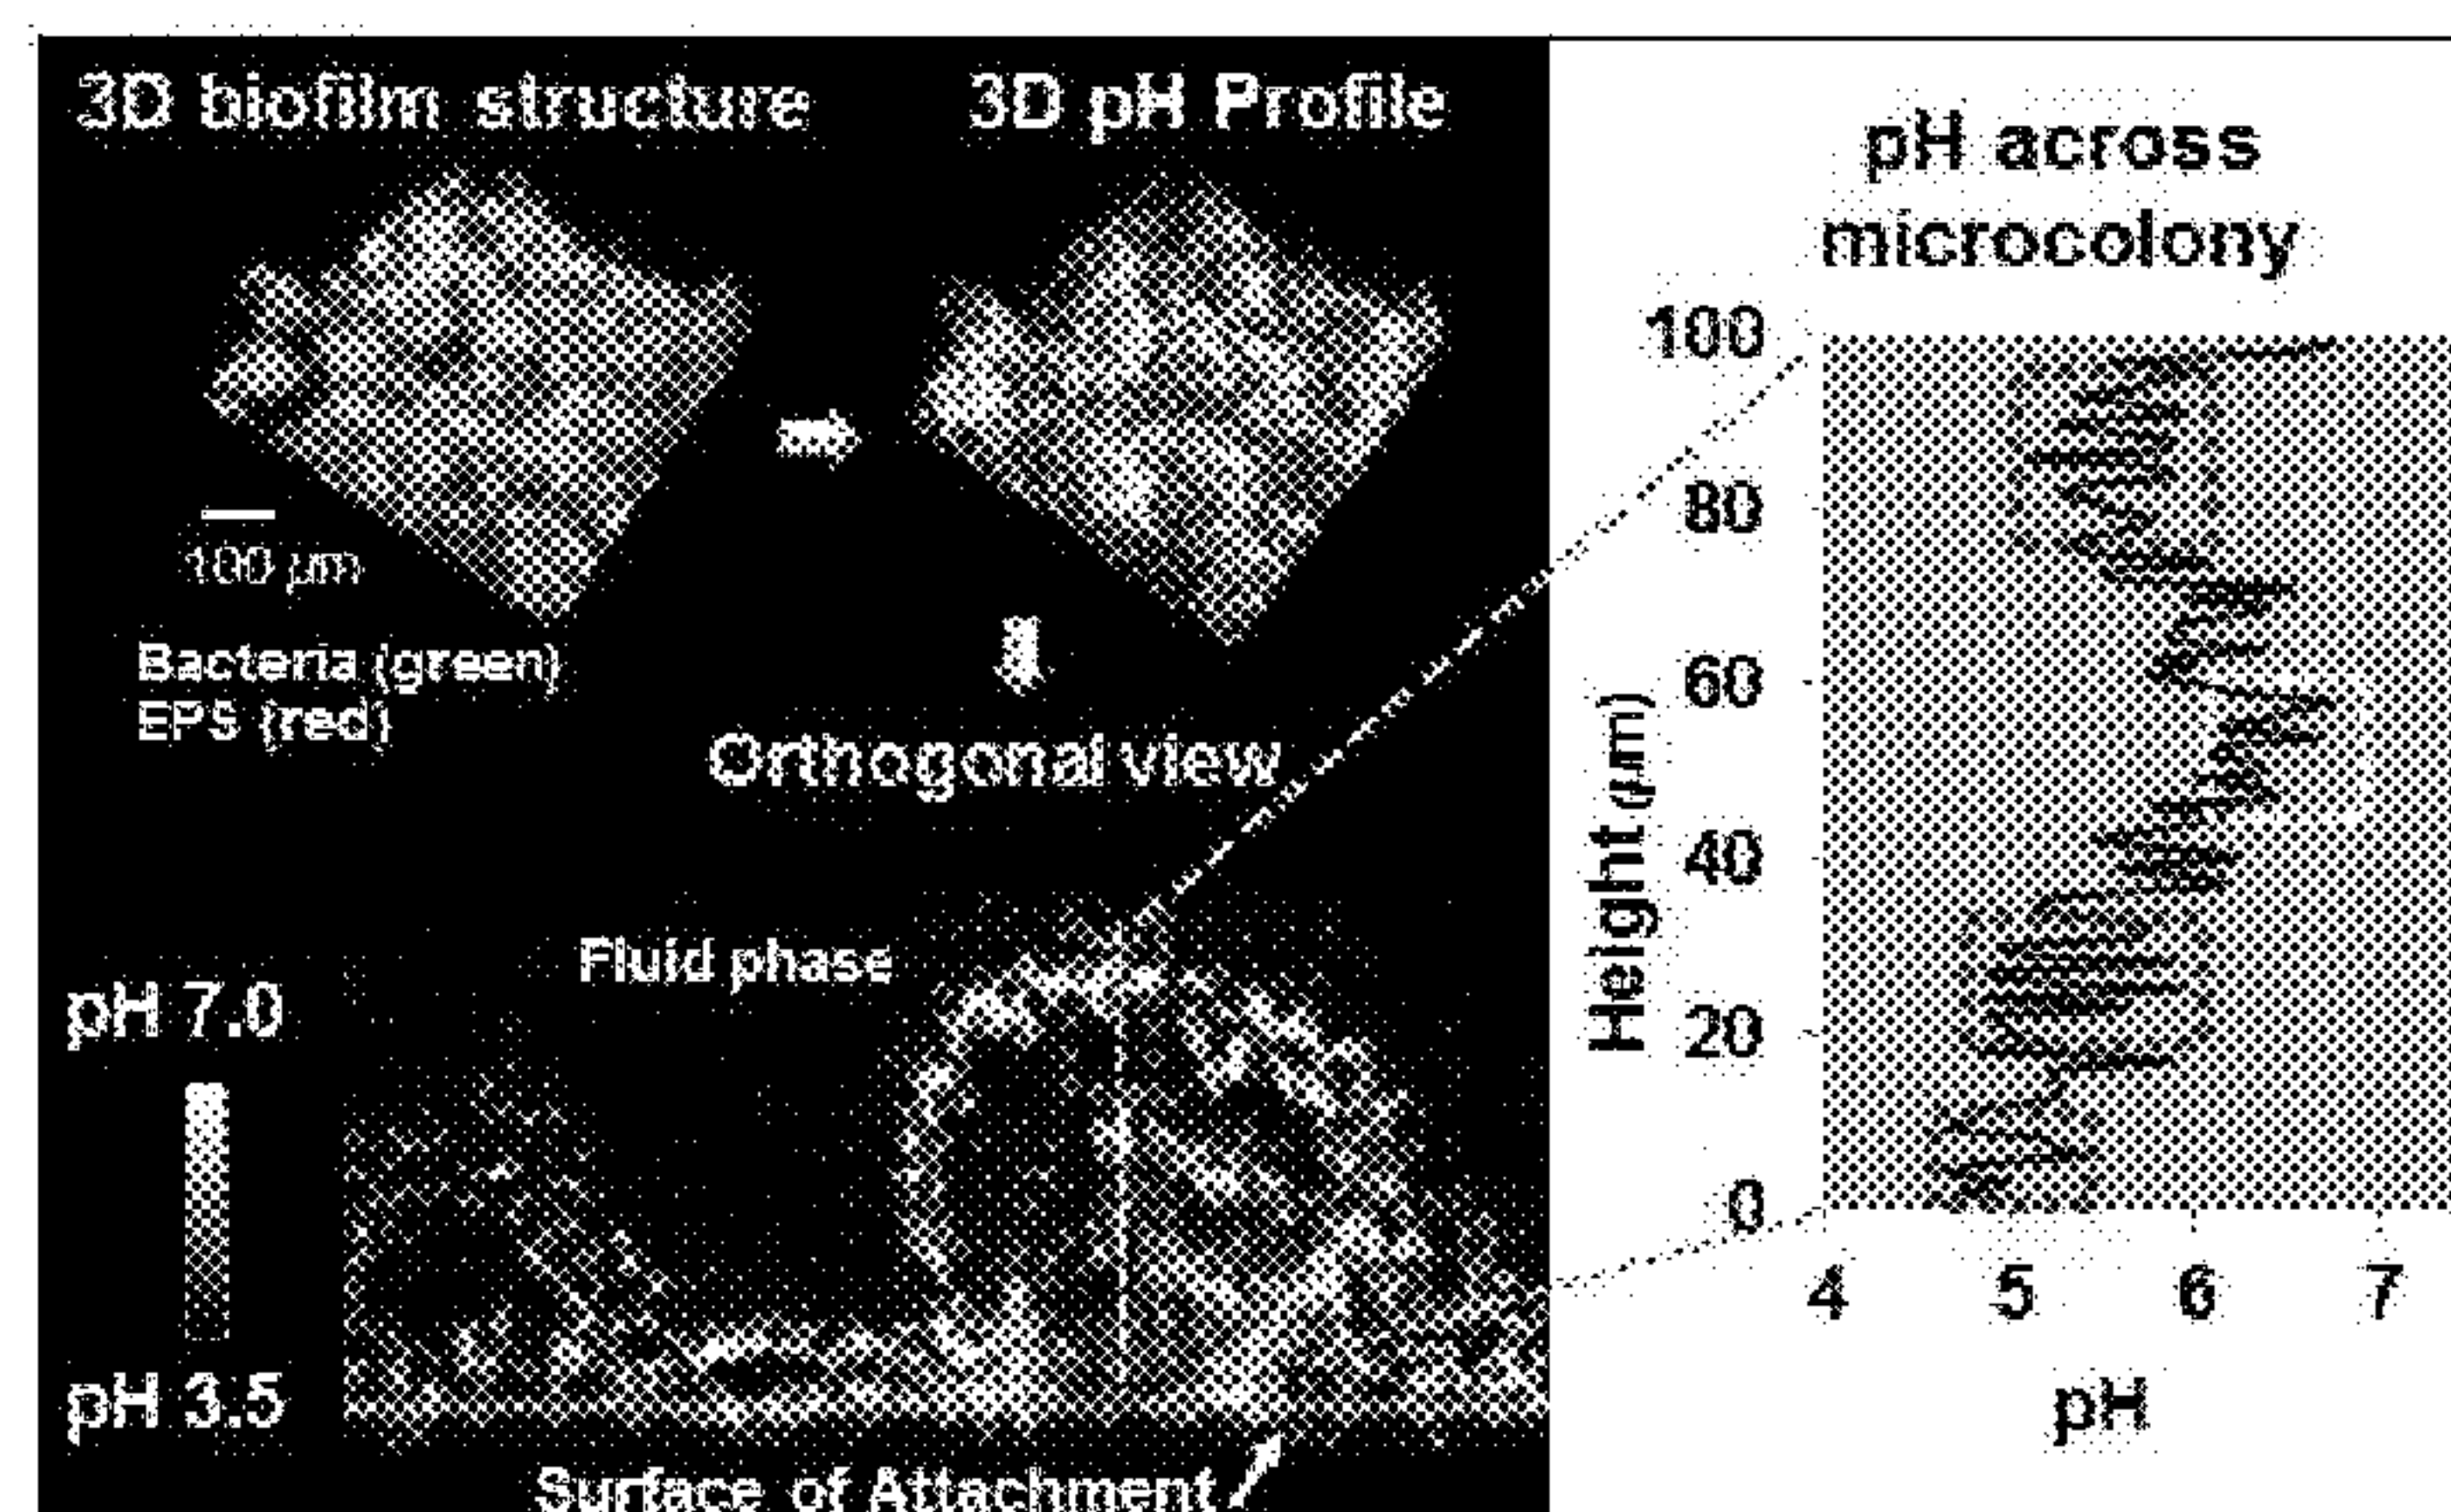 3D biofilm structure
3D pH Profile
100 µm
Bacteria (green)
EPS (red)
Orthogonal view
Fluid phase
pH 7.0
pH 3.5
Surface of Attachment
pH across
microcolony
Height (µm)
100
80
60
40
20
0
4 5 6 7
pH